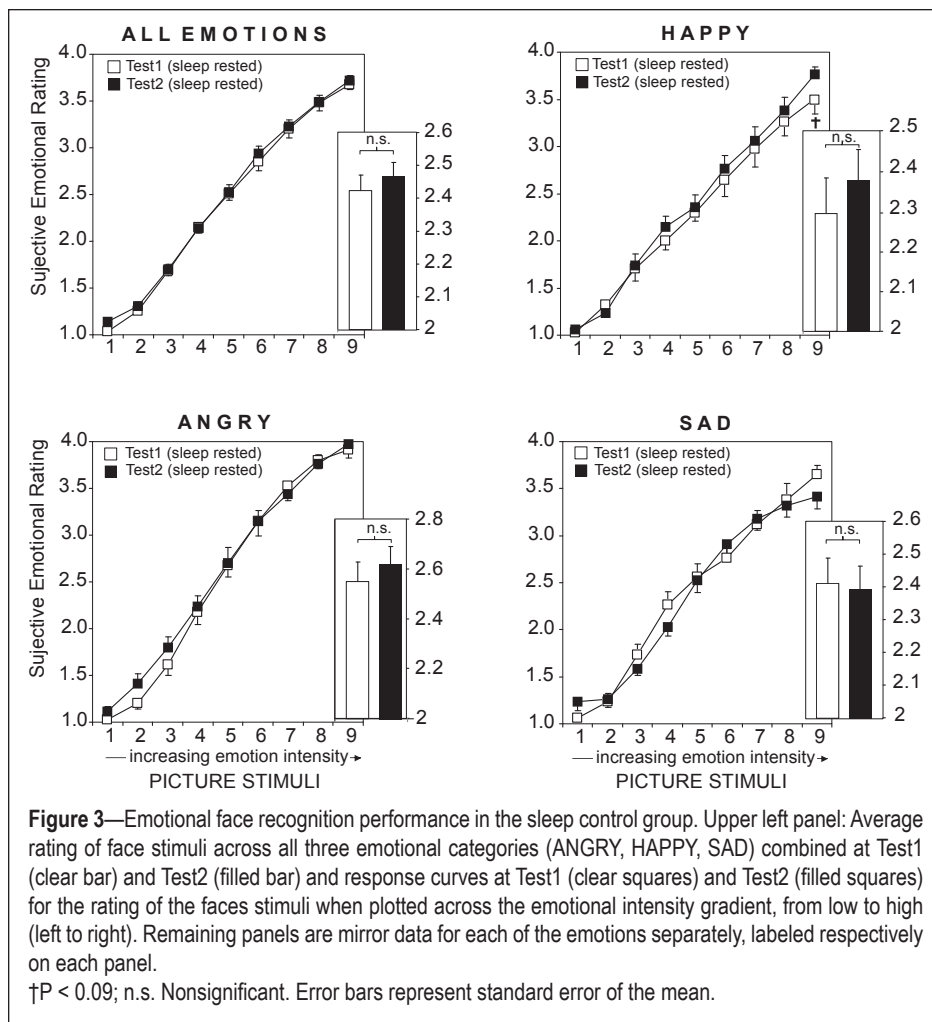 ALL EMOTIONS
Test1 (sleep rested)
Test2 (sleep rested)
Sujective Emotional Rating
4.0
3.5
3.0
2.5
2.0
1.5
1.0
1 2 3 4 5 6 7 8 9
n.s.
2.6
2.5
2.4
2.3
2.2
2.1
2
HAPPY
Test1 (sleep rested)
Test2 (sleep rested)
4.0
3.5
3.0
2.5
2.0
1.5
1.0
1 2 3 4 5 6 7 8 9
†
n.s.
2.5
2.4
2.3
2.2
2.1
2
ANGRY
Test1 (sleep rested)
Test2 (sleep rested)
Sujective Emotional Rating
4.0
3.5
3.0
2.5
2.0
1.5
1.0
1 2 3 4 5 6 7 8 9
increasing emotion intensity
PICTURE STIMULI
n.s.
2.8
2.6
2.4
2.2
2
SAD
Test1 (sleep rested)
Test2 (sleep rested)
4.0
3.5
3.0
2.5
2.0
1.5
1.0
1 2 3 4 5 6 7 8 9
increasing emotion intensity
PICTURE STIMULI
n.s.
2.6
2.5
2.4
2.3
2.2
2.1
2
Figure 3—Emotional face recognition performance in the sleep control group. Upper left panel: Average
rating of face stimuli across all three emotional categories (ANGRY, HAPPY, SAD) combined at Test1
(clear bar) and Test2 (filled bar) and response curves at Test1 (clear squares) and Test2 (filled squares)
for the rating of the faces stimuli when plotted across the emotional intensity gradient, from low to high
(left to right). Remaining panels are mirror data for each of the emotions separately, labeled respectively
on each panel.
†P < 0.09; n.s. Nonsignificant. Error bars represent standard error of the mean.